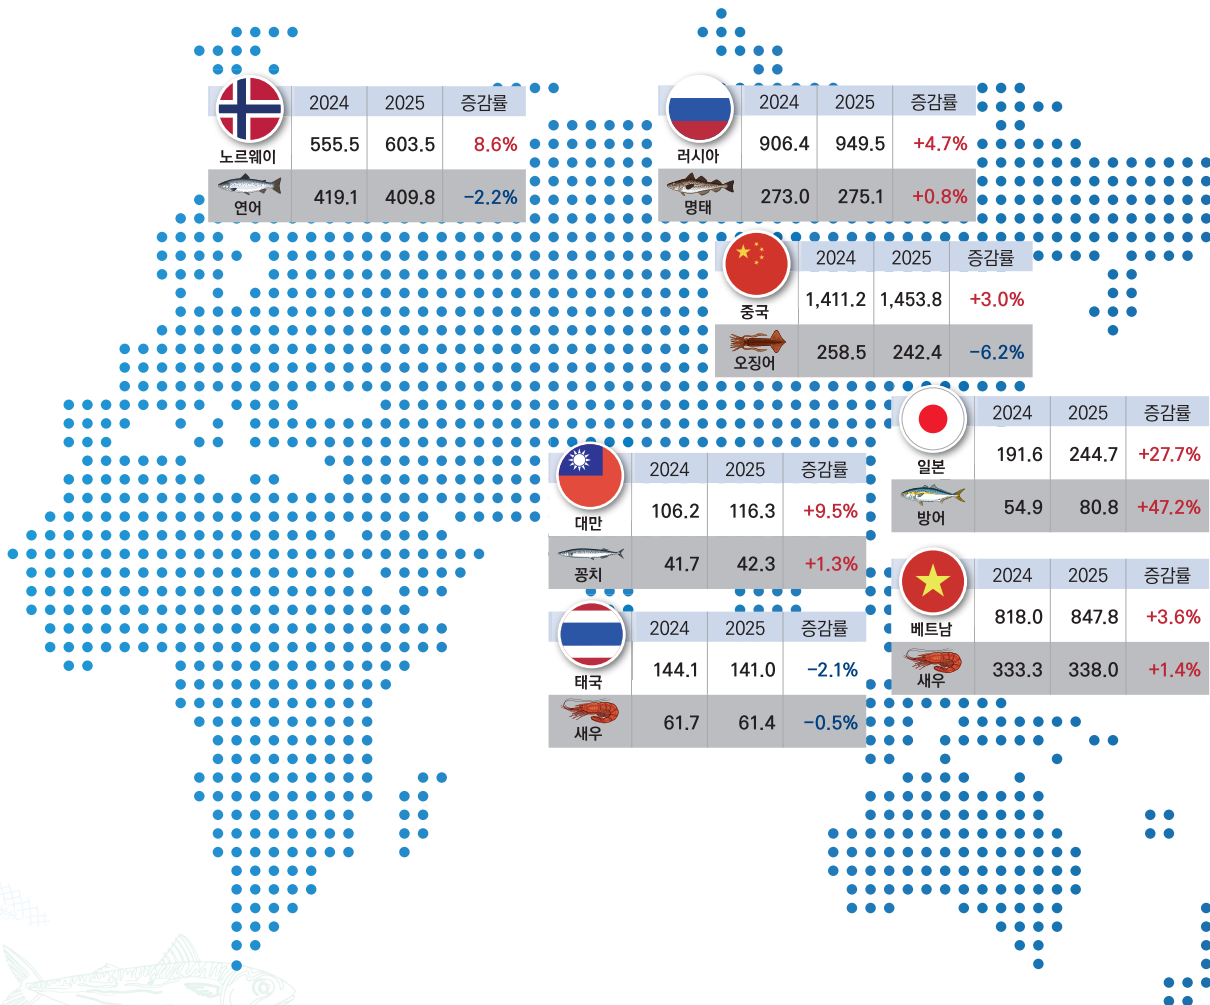 2024 2025 증감률
노르웨이 555.5 603.5 8.6%
연어 419.1 409.8 −2.2%
2024 2025 증감률
러시아 906.4 949.5 +4.7%
명태 273.0 275.1 +0.8%
2024 2025 증감률
중국 1,411.2 1,453.8 +3.0%
오징어 258.5 242.4 −6.2%
2024 2025 증감률
일본 191.6 244.7 +27.7%
방어 54.9 80.8 +47.2%
2024 2025 증감률
대만 106.2 116.3 +9.5%
꽁치 41.7 42.3 +1.3%
2024 2025 증감률
베트남 818.0 847.8 +3.6%
새우 333.3 338.0 +1.4%
2024 2025 증감률
태국 144.1 141.0 −2.1%
새우 61.7 61.4 −0.5%